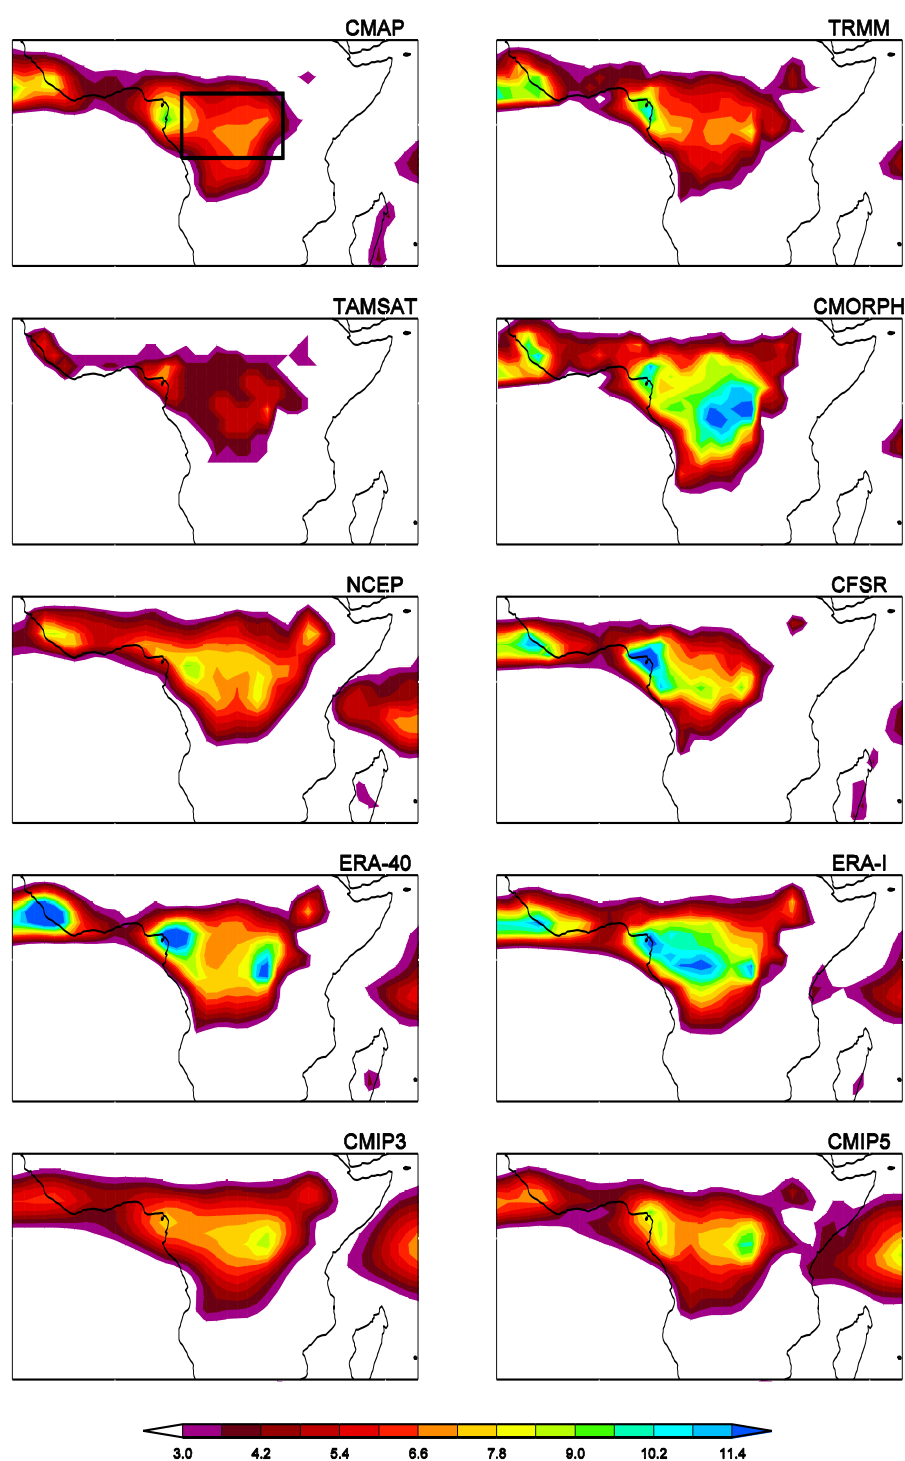 CMAP TRMM
TAMSAT CMORPH
NCEP CFSR
ERA-40 ERA-I
CMIP3 CMIP5
3.0 4.2 5.4 6.6 7.8 9.0 10.2 11.4